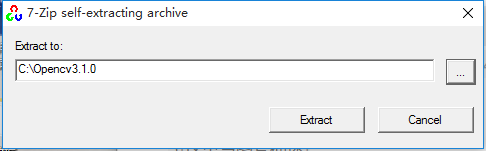 7-Zip self-extracting archive
Extract to:
C:\Opencv3.1.0
...
Extract
Cancel